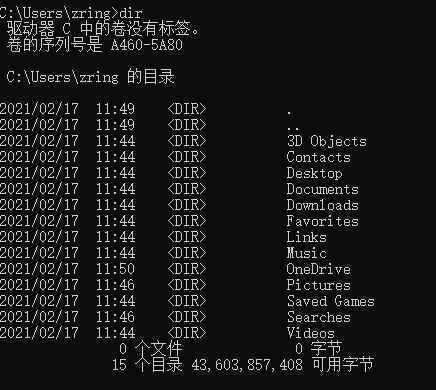 C:\Users\zring>dir
驱动器 C 中的卷没有标签。
卷的序列号是 A460-5A80
C:\Users\zring 的目录
2021/02/17  11:49    <DIR>          .
2021/02/17  11:49    <DIR>          ..
2021/02/17  11:44    <DIR>          3D Objects
2021/02/17  11:44    <DIR>          Contacts
2021/02/17  11:44    <DIR>          Desktop
2021/02/17  11:44    <DIR>          Documents
2021/02/17  11:44    <DIR>          Downloads
2021/02/17  11:44    <DIR>          Favorites
2021/02/17  11:44    <DIR>          Links
2021/02/17  11:44    <DIR>          Music
2021/02/17  11:50    <DIR>          OneDrive
2021/02/17  11:46    <DIR>          Pictures
2021/02/17  11:44    <DIR>          Saved Games
2021/02/17  11:46    <DIR>          Searches
2021/02/17  11:44    <DIR>          Videos
0 个文件              0 字节
15 个目录 43,603,857,408 可用字节